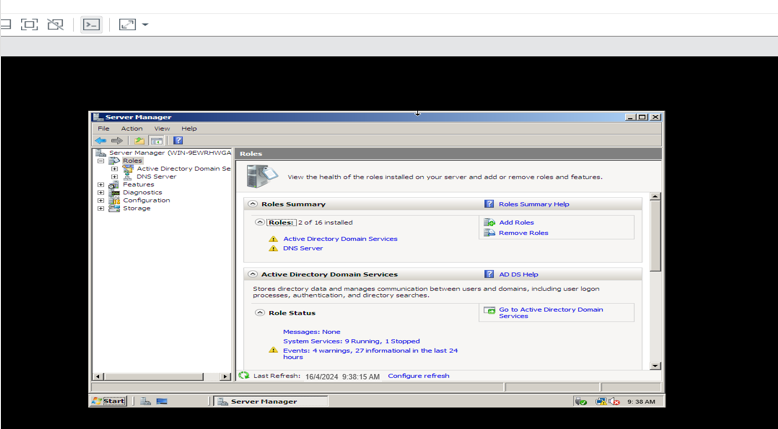 Server Manager
File Action View Help
Server Manager (WIN-9EWRHWGA
Roles
Active Directory Domain Se
DNS Server
Features
Diagnostics
Configuration
Storage
Roles
View the health of the roles installed on your server and add or remove roles and features.
Roles Summary
Roles Summary Help
Roles: 2 of 16 installed
Add Roles
Remove Roles
Active Directory Domain Services
DNS Server
Active Directory Domain Services
AD DS Help
Stores directory data and manages communication between users and domains, including user logon
processes, authentication, and directory searches.
Role Status
Go to Active Directory Domain
Services
Messages: None
System Services: 9 Running, 1 Stopped
Events: 4 warnings, 27 informational in the last 24
hours
Last Refresh: 16/4/2024 9:38:15 AM Configure refresh
Start
Server Manager
9:38 AM